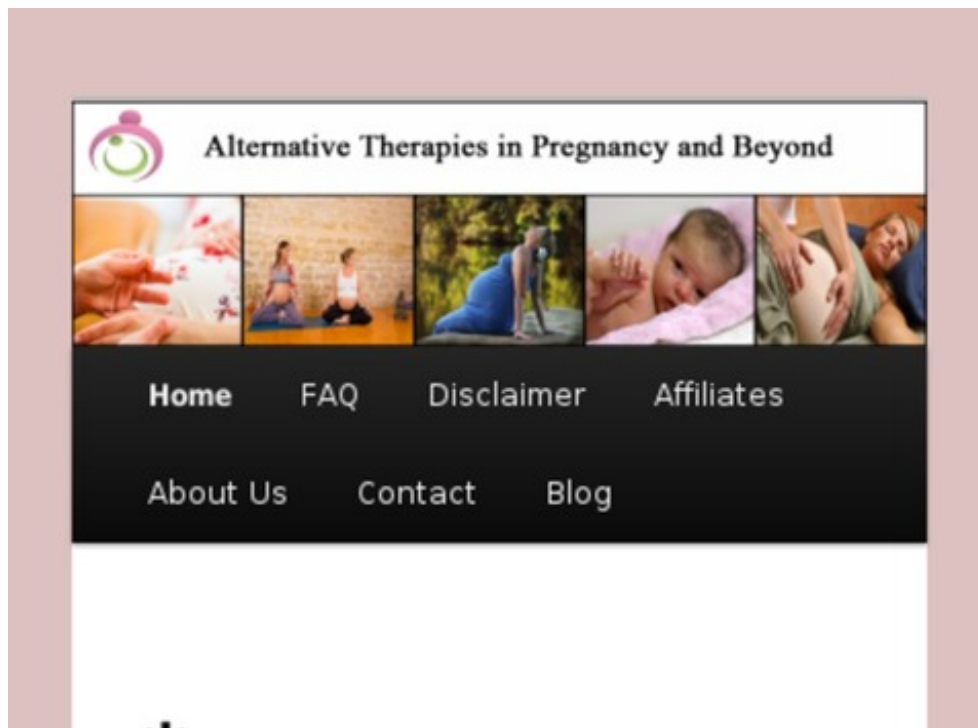 Alternative Therapies in Pregnancy and Beyond
Home FAQ Disclaimer Affiliates
About Us Contact Blog